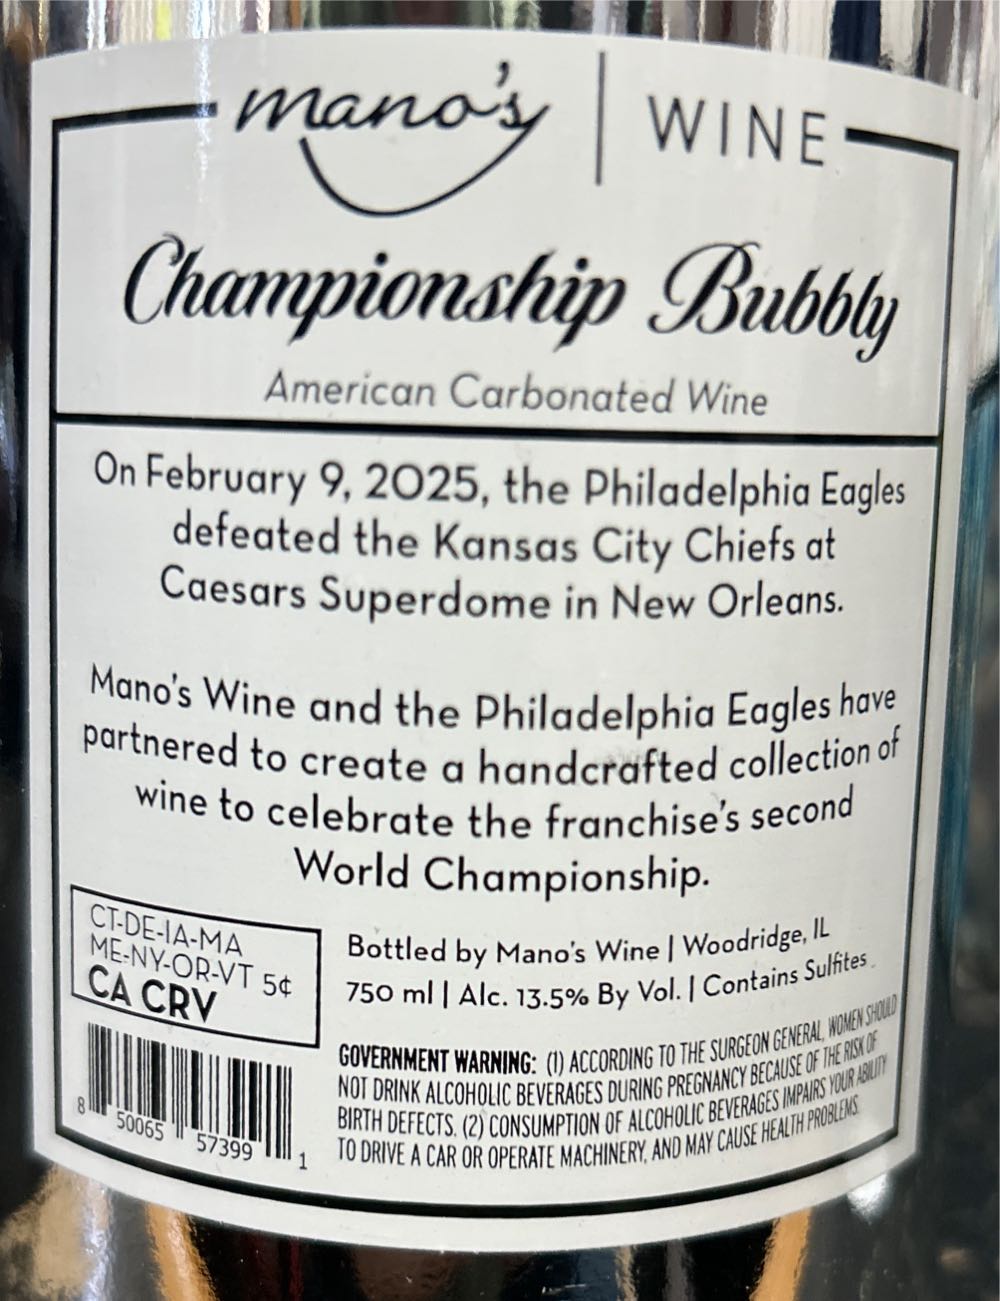 mano's | WINE
Championship Bubbly
American Carbonated Wine
On February 9, 2025, the Philadelphia Eagles
defeated the Kansas City Chiefs at
Caesars Superdome in New Orleans.
Mano's Wine and the Philadelphia Eagles have
partnered to create a handcrafted collection of
wine to celebrate the franchise's second
World Championship.
CT-DE-IA-MA
ME-NY-OR-VT 5¢
CA CRV
8 50065 57399 1
Bottled by Mano's Wine | Woodridge, IL
750 ml | Alc. 13.5% By Vol. | Contains Sulfites
GOVERNMENT WARNING: (1) ACCORDING TO THE SURGEON GENERAL, WOMEN SHOULD
NOT DRINK ALCOHOLIC BEVERAGES DURING PREGNANCY BECAUSE OF THE RISK OF
BIRTH DEFECTS. (2) CONSUMPTION OF ALCOHOLIC BEVERAGES IMPAIRS YOUR ABILITY
TO DRIVE A CAR OR OPERATE MACHINERY, AND MAY CAUSE HEALTH PROBLEMS.